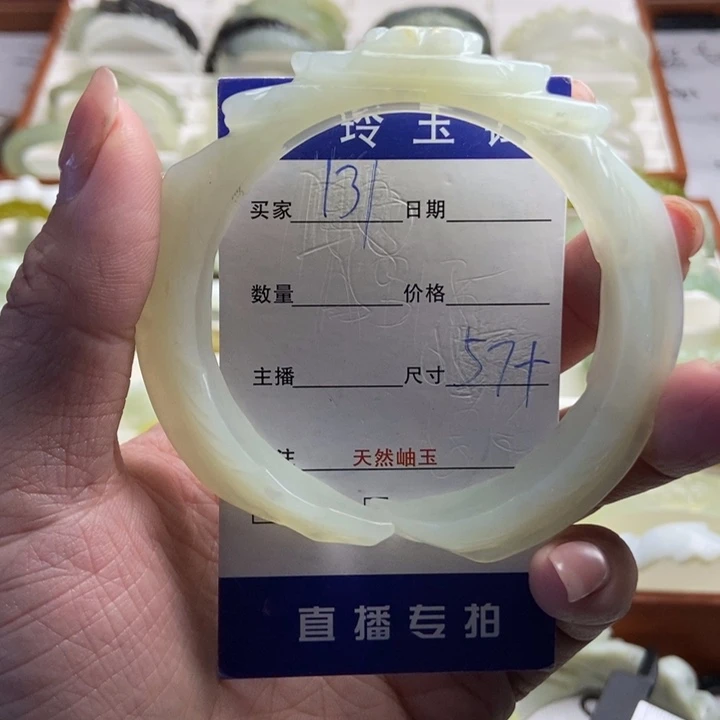 玲玉
买家 131 日期
数量 价格
主播 尺寸 57+
注 天然岫玉
直播专拍